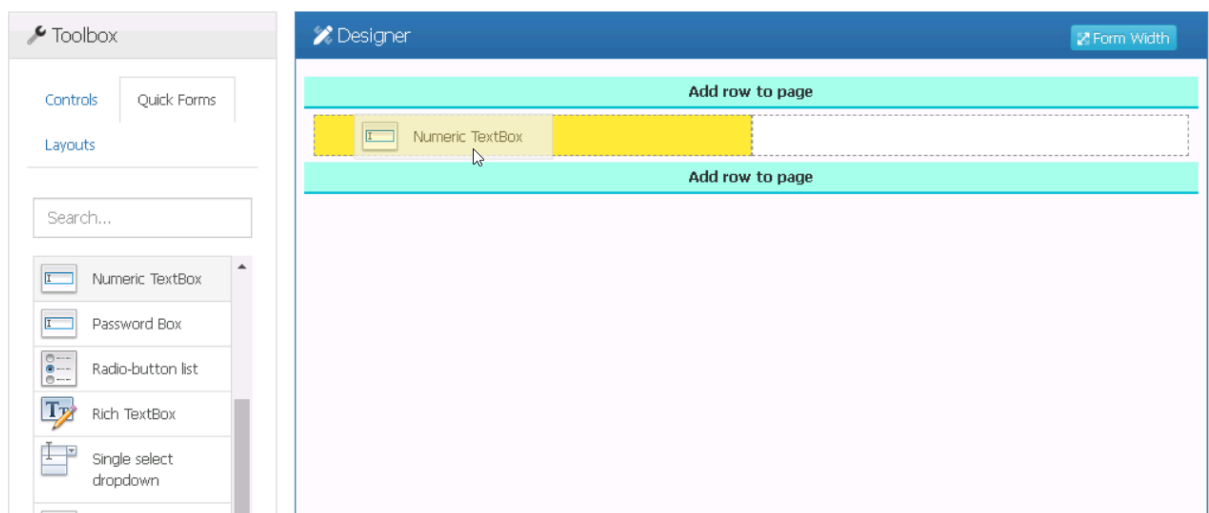 Toolbox
Controls
Quick Forms
Layouts
Search...
Numeric TextBox
Password Box
Radio-button list
Rich TextBox
Single select
dropdown
Designer
Form Width
Add row to page
Numeric TextBox
Add row to page